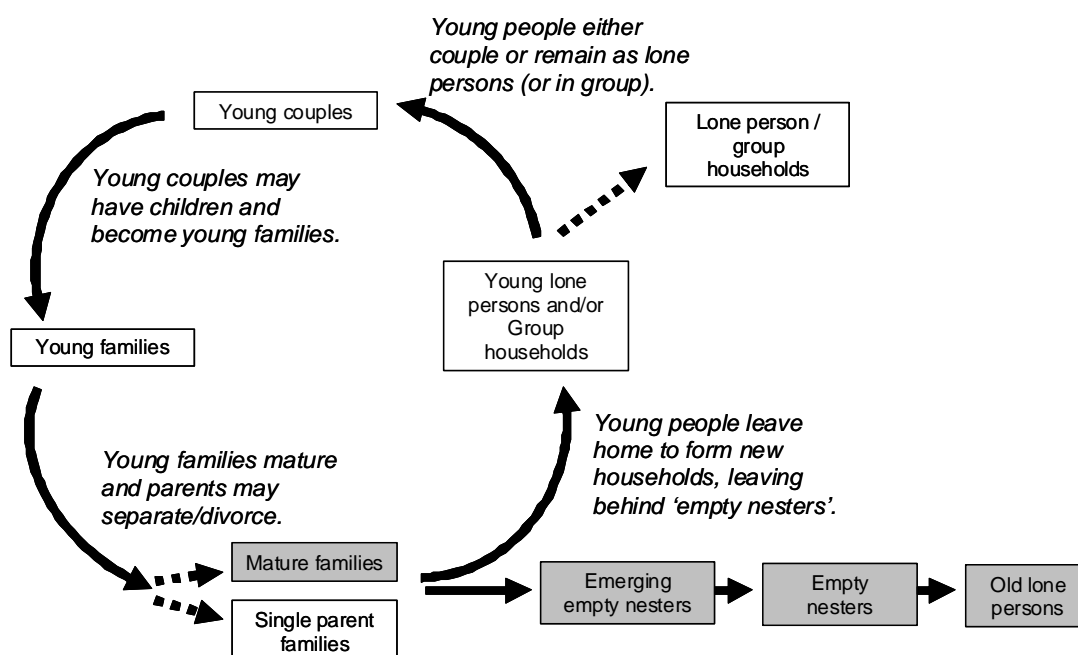 Young people either
couple or remain as lone
persons (or in group).
Young couples
Lone person /
group
households
Young couples may
have children and
become young families.
Young lone
persons and/or
Group
households
Young families
Young people leave
home to form new
households, leaving
behind ‘empty nesters’.
Young families mature
and parents may
separate/divorce.
Mature families
Single parent
families
Emerging
empty nesters
Empty
nesters
Old lone
persons